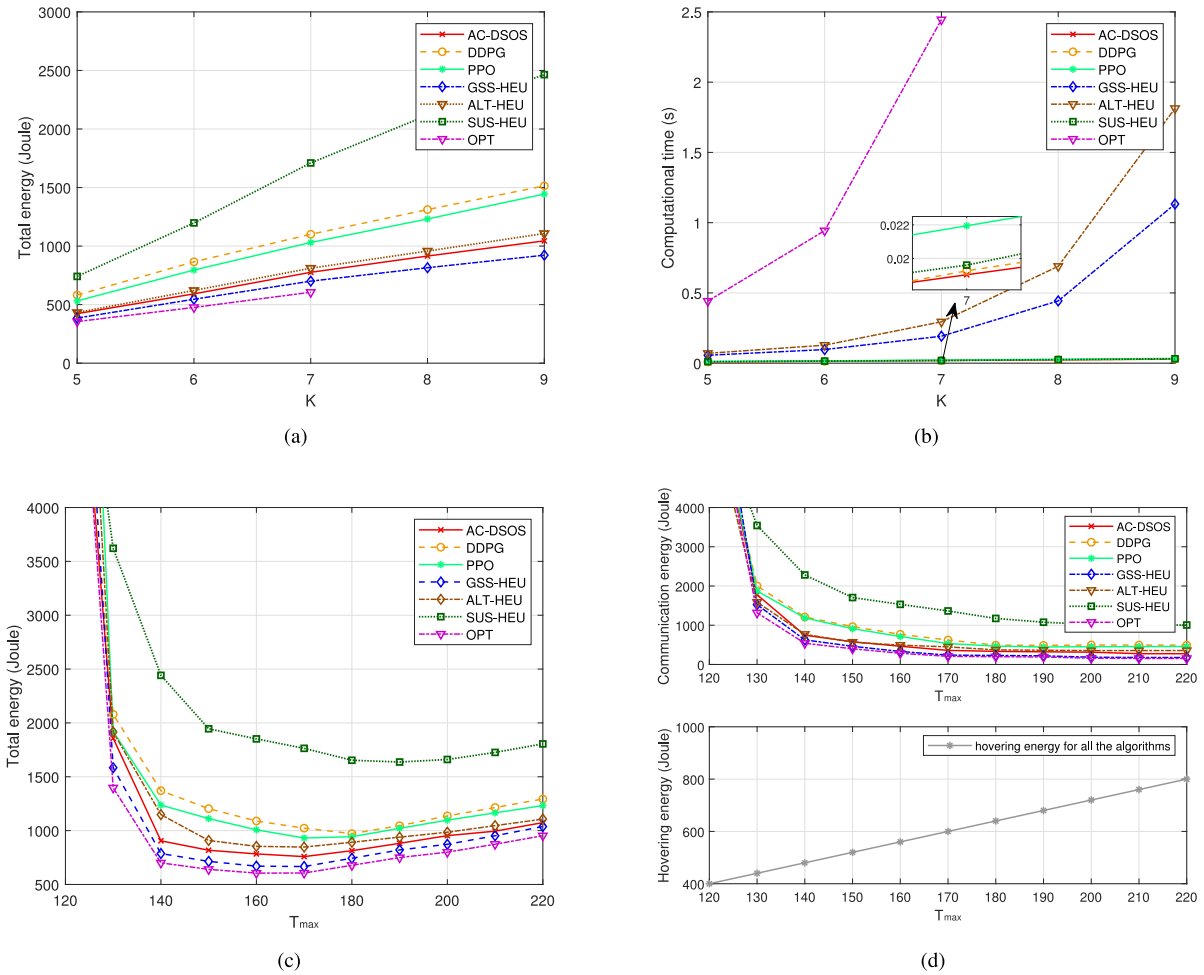 3000
2500
2000
1500
1000
500
0
5
6
7
8
9
K
Total energy (Joule)
AC-DSOS
DDPG
PPO
GSS-HEU
ALT-HEU
SUS-HEU
OPT
(a)
2.5
2
1.5
1
0.5
0
5
6
7
8
9
K
Computational time (s)
AC-DSOS
DDPG
PPO
GSS-HEU
ALT-HEU
SUS-HEU
OPT
0.022
0.02
7
(b)
4000
3500
3000
2500
2000
1500
1000
500
120
140
160
180
200
220
Tmax
Total energy (Joule)
AC-DSOS
DDPG
PPO
GSS-HEU
ALT-HEU
SUS-HEU
OPT
(c)
4000
3000
2000
1000
0
120
130
140
150
160
170
180
190
200
210
220
Tmax
Communication energy (Joule)
AC-DSOS
DDPG
PPO
GSS-HEU
ALT-HEU
SUS-HEU
OPT
1000
800
600
400
120
130
140
150
160
170
180
190
200
210
220
Tmax
Hovering energy (Joule)
hovering energy for all the algorithms
(d)